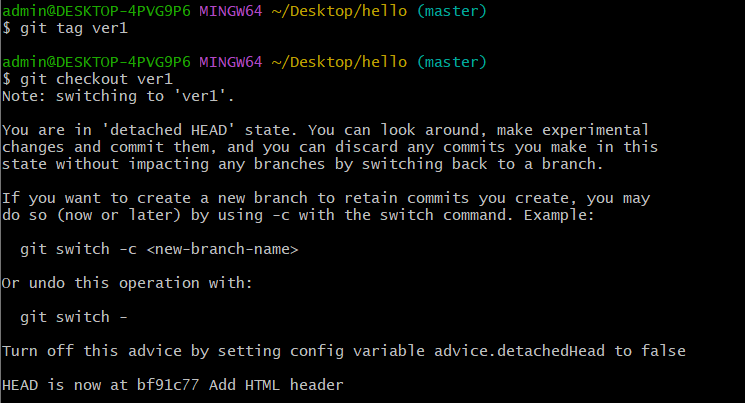 admin@DESKTOP-4PVG9P6 MINGW64 ~/Desktop/hello (master)
$ git tag ver1
admin@DESKTOP-4PVG9P6 MINGW64 ~/Desktop/hello (master)
$ git checkout ver1
Note: switching to 'ver1'.
You are in 'detached HEAD' state. You can look around, make experimental
changes and commit them, and you can discard any commits you make in this
state without impacting any branches by switching back to a branch.
If you want to create a new branch to retain commits you create, you may
do so (now or later) by using -c with the switch command. Example:
git switch -c <new-branch-name>
Or undo this operation with:
git switch -
Turn off this advice by setting config variable advice.detachedHead to false
HEAD is now at bf91c77 Add HTML header